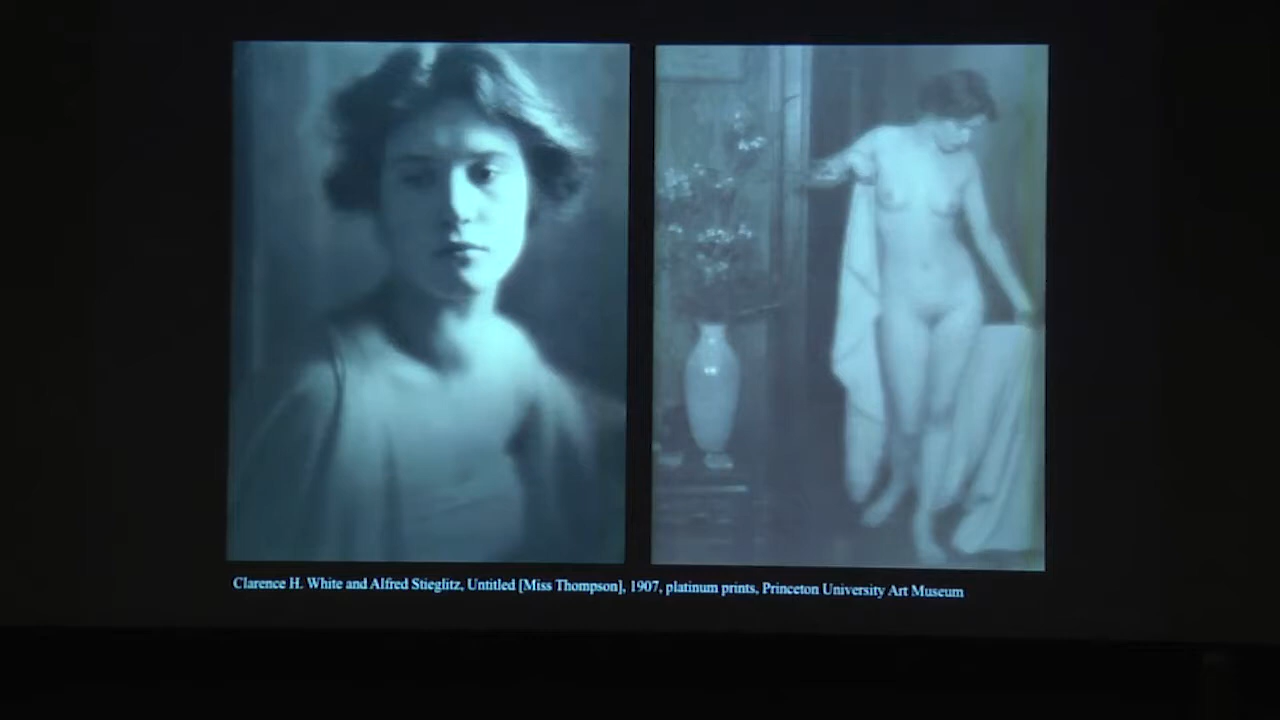 Clarence H. White and Alfred Stieglitz, Untitled [Miss Thompson], 1907, platinum prints, Princeton University Art Museum